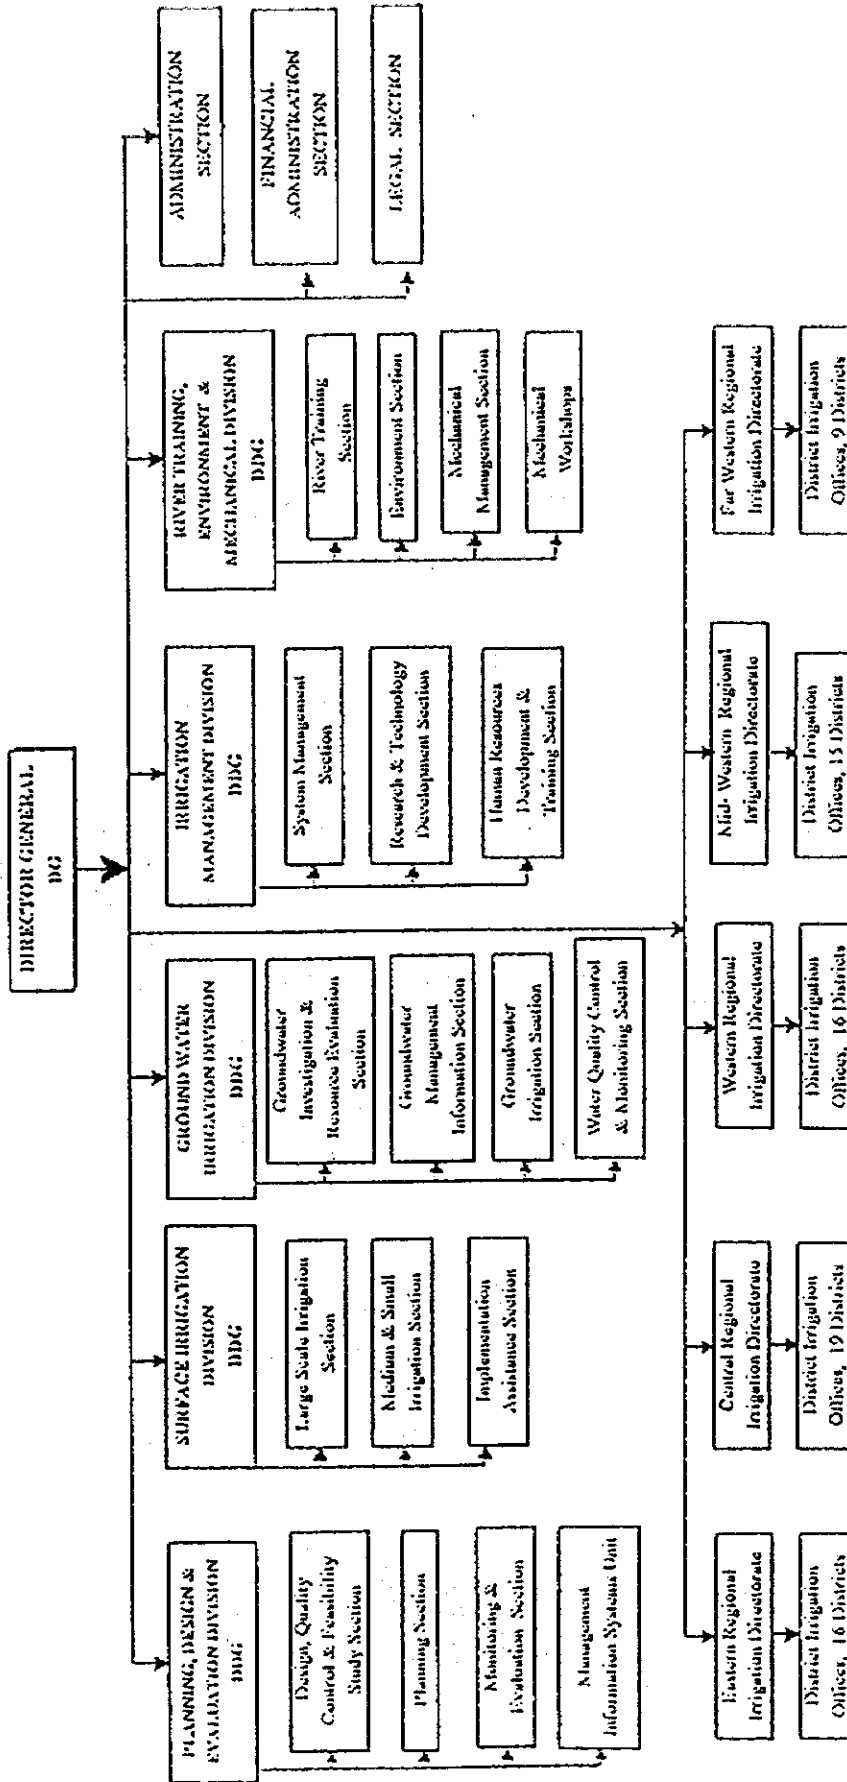 DIRECTOR GENERAL
DG
PLANNING, DESIGN &
EVALUATION DIVISION
DDG
Design, Quality
Control & Feasibility
Study Section
Planning Section
Monitoring &
Evaluation Section
Management
Information Systems Unit
SURFACE IRRIGATION
DIVISION
DDG
Large Scale Irrigation
Section
Medium & Small
Irrigation Section
Implementation
Assistance Section
GROUND WATER
IRRIGATION DIVISION
DDG
Groundwater
Investigation &
Resource Evaluation
Section
Groundwater
Management
Information Section
Groundwater
Irrigation Section
Water Quality Control
& Monitoring Section
IRRIGATION
MANAGEMENT DIVISION
DDG
System Management
Section
Research & Technology
Development Section
Human Resources
Development &
Training Section
RIVER TRAINING,
ENVIRONMENT &
MECHANICAL DIVISION
DDG
River Training
Section
Environment Section
Mechanical
Management Section
Mechanical
Workshops
ADMINISTRATION
SECTION
FINANCIAL
ADMINISTRATION
SECTION
LEGAL SECTION
Eastern Regional
Irrigation Directorate
District Irrigation
Offices, 16 Districts
Central Regional
Irrigation Directorate
District Irrigation
Offices, 19 Districts
Western Regional
Irrigation Directorate
District Irrigation
Offices, 16 Districts
Mid- Western Regional
Irrigation Directorate
District Irrigation
Offices, 15 Districts
Far Western Regional
Irrigation Directorate
District Irrigation
Offices, 9 Districts